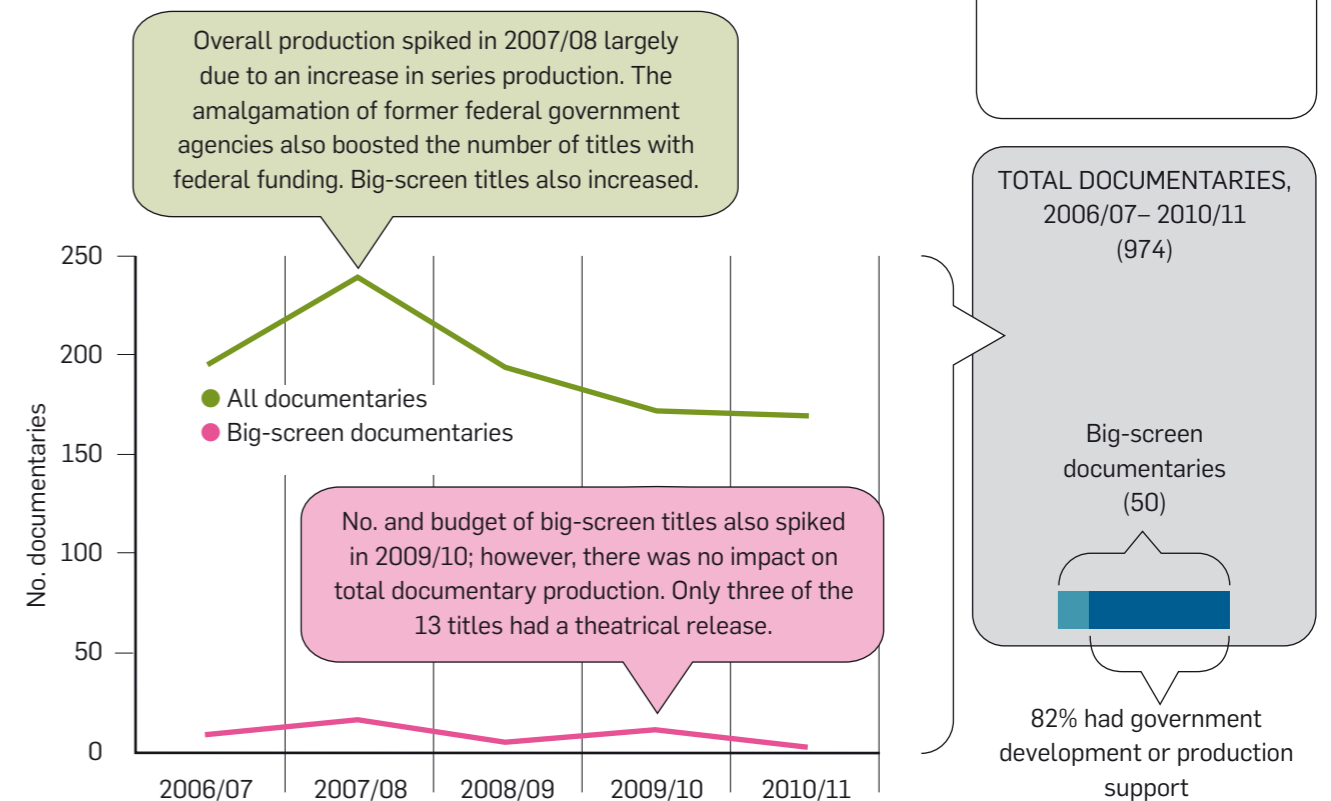 Overall production spiked in 2007/08 largely
due to an increase in series production. The
amalgamation of former federal government
agencies also boosted the number of titles with
federal funding. Big-screen titles also increased.
TOTAL DOCUMENTARIES,
2006/07– 2010/11
(974)
250
200
150
100
50
0
No. documentaries
All documentaries
Big-screen documentaries
No. and budget of big-screen titles also spiked
in 2009/10; however, there was no impact on
total documentary production. Only three of the
13 titles had a theatrical release.
2006/07 2007/08 2008/09 2009/10 2010/11
Big-screen
documentaries
(50)
82% had government
development or production
support